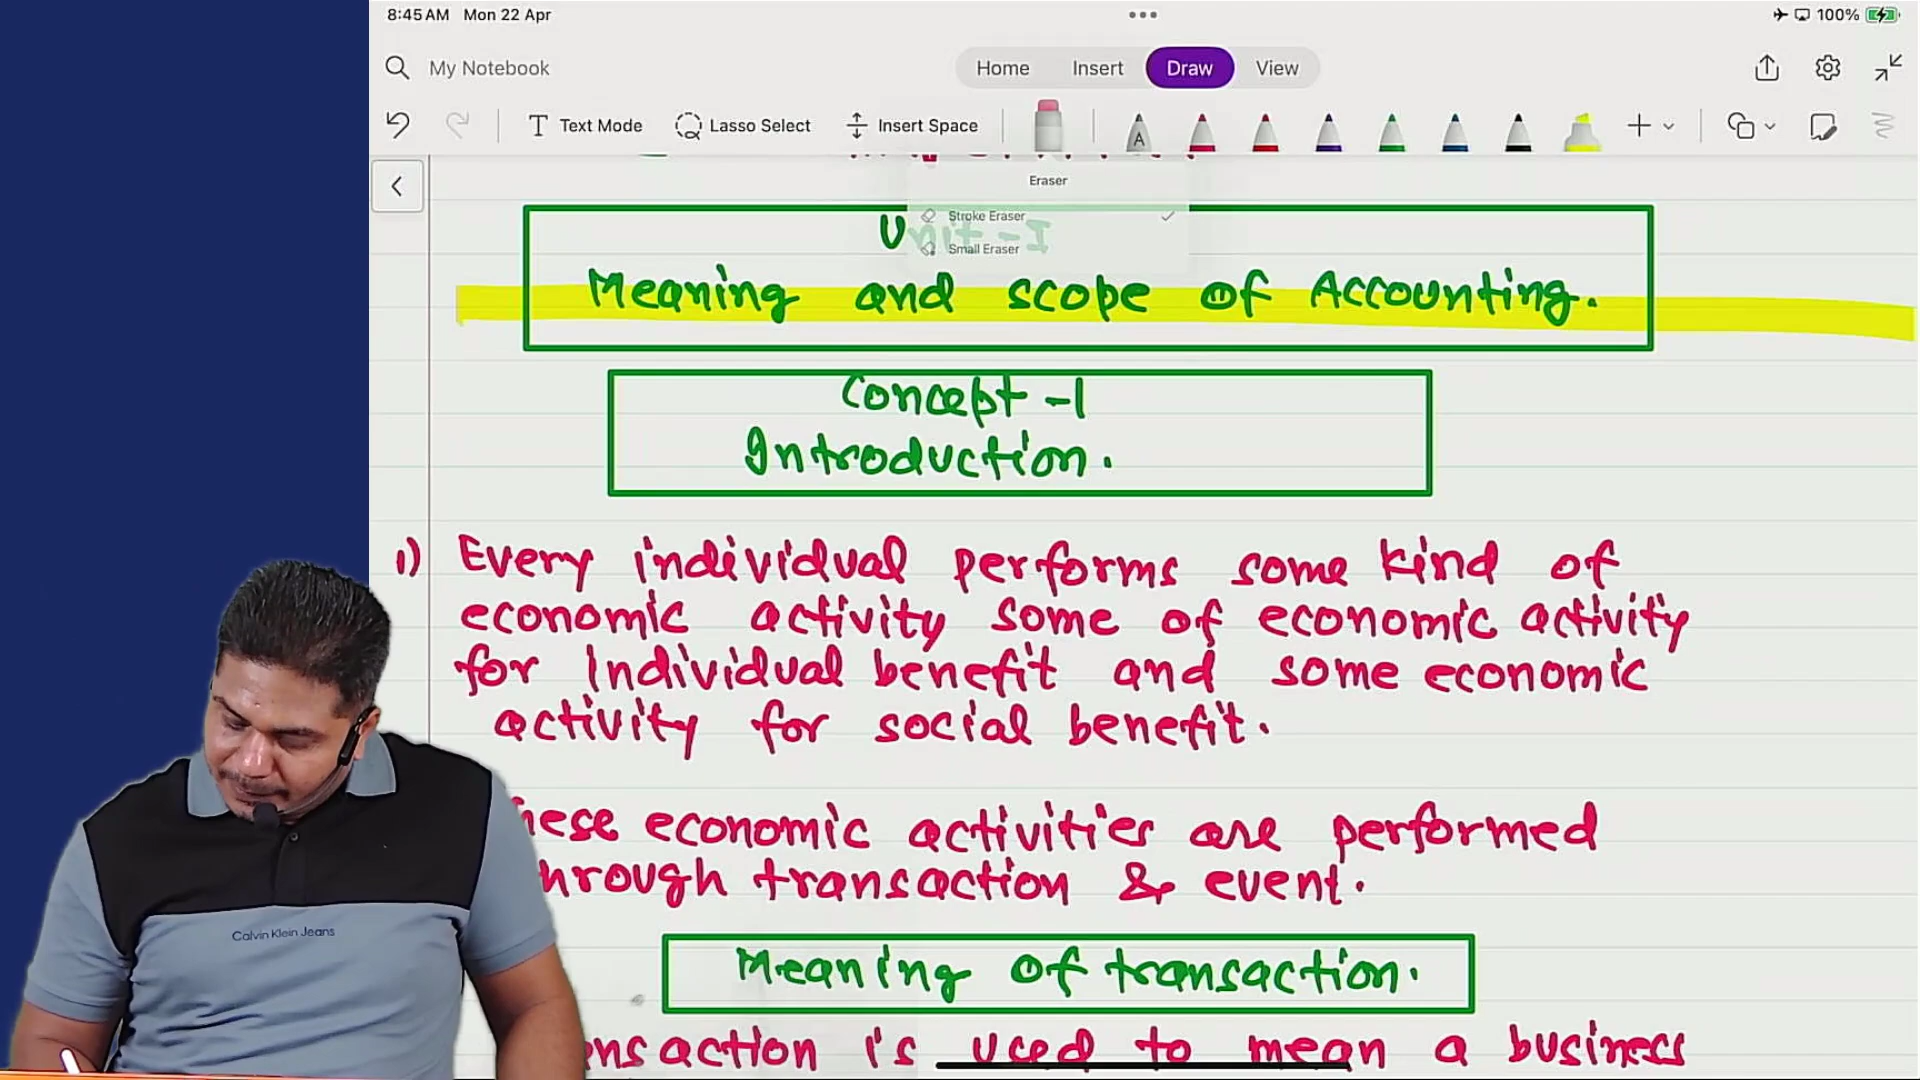 8:45 AM Mon 22 Apr
100%
My Notebook
Home Insert Draw View
Text Mode Lasso Select Insert Space
A
Eraser
Stroke Eraser
Small Eraser
Unit - I
Meaning and scope of Accounting.
Concept -1
Introduction.
1) Every individual performs some kind of
economic activity some of economic activity
for Individual benefit and some economic
activity for social benefit.
hese economic activities are performed
hrough transaction & event.
Meaning of transaction.
nsaction is used to mean a business
Calvin Klein Jeans